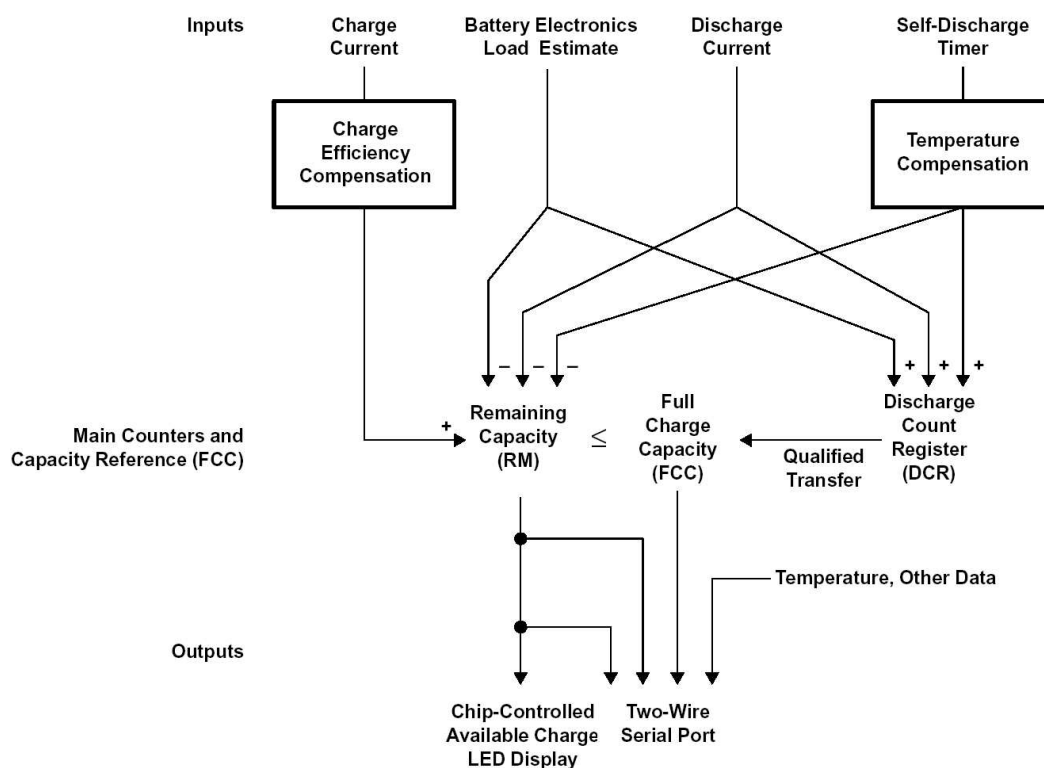 Inputs
Charge
Current
Battery Electronics
Load Estimate
Discharge
Current
Self-Discharge
Timer
Charge
Efficiency
Compensation
Temperature
Compensation
– – –
+ + +
Main Counters and
Capacity Reference (FCC)
+
Remaining
Capacity
(RM)
≤
Full
Charge
Capacity
(FCC)
Qualified
Transfer
Discharge
Count
Register
(DCR)
Temperature, Other Data
Outputs
Chip-Controlled
Available Charge
LED Display
Two-Wire
Serial Port